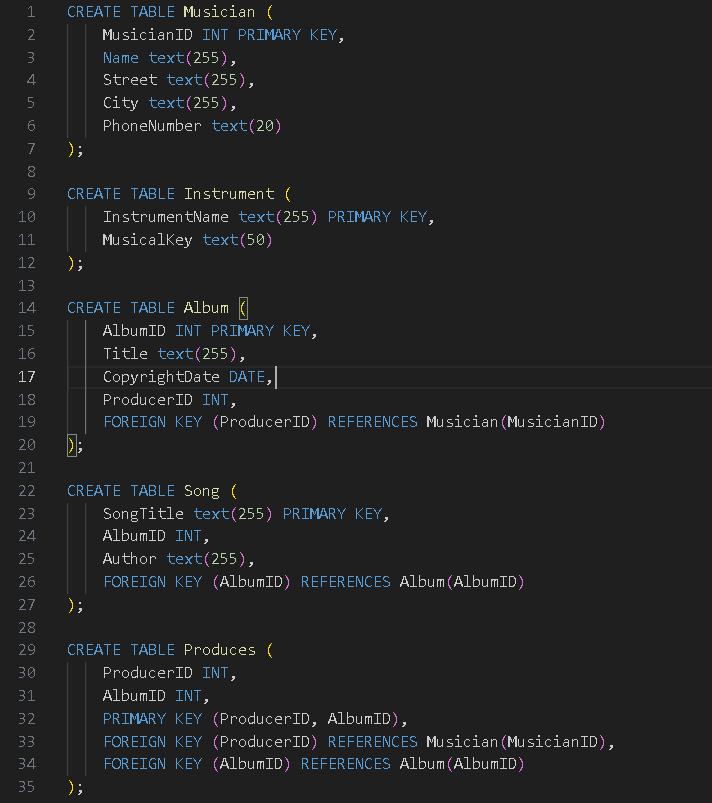 1 CREATE TABLE Musician (
2 MusicianID INT PRIMARY KEY,
3 Name text(255),
4 Street text(255),
5 City text(255),
6 PhoneNumber text(20)
7 );
8
9 CREATE TABLE Instrument (
10 InstrumentName text(255) PRIMARY KEY,
11 MusicalKey text(50)
12 );
13
14 CREATE TABLE Album (
15 AlbumID INT PRIMARY KEY,
16 Title text(255),
17 CopyrightDate DATE,
18 ProducerID INT,
19 FOREIGN KEY (ProducerID) REFERENCES Musician(MusicianID)
20 );
21
22 CREATE TABLE Song (
23 SongTitle text(255) PRIMARY KEY,
24 AlbumID INT,
25 Author text(255),
26 FOREIGN KEY (AlbumID) REFERENCES Album(AlbumID)
27 );
28
29 CREATE TABLE Produces (
30 ProducerID INT,
31 AlbumID INT,
32 PRIMARY KEY (ProducerID, AlbumID),
33 FOREIGN KEY (ProducerID) REFERENCES Musician(MusicianID),
34 FOREIGN KEY (AlbumID) REFERENCES Album(AlbumID)
35 );